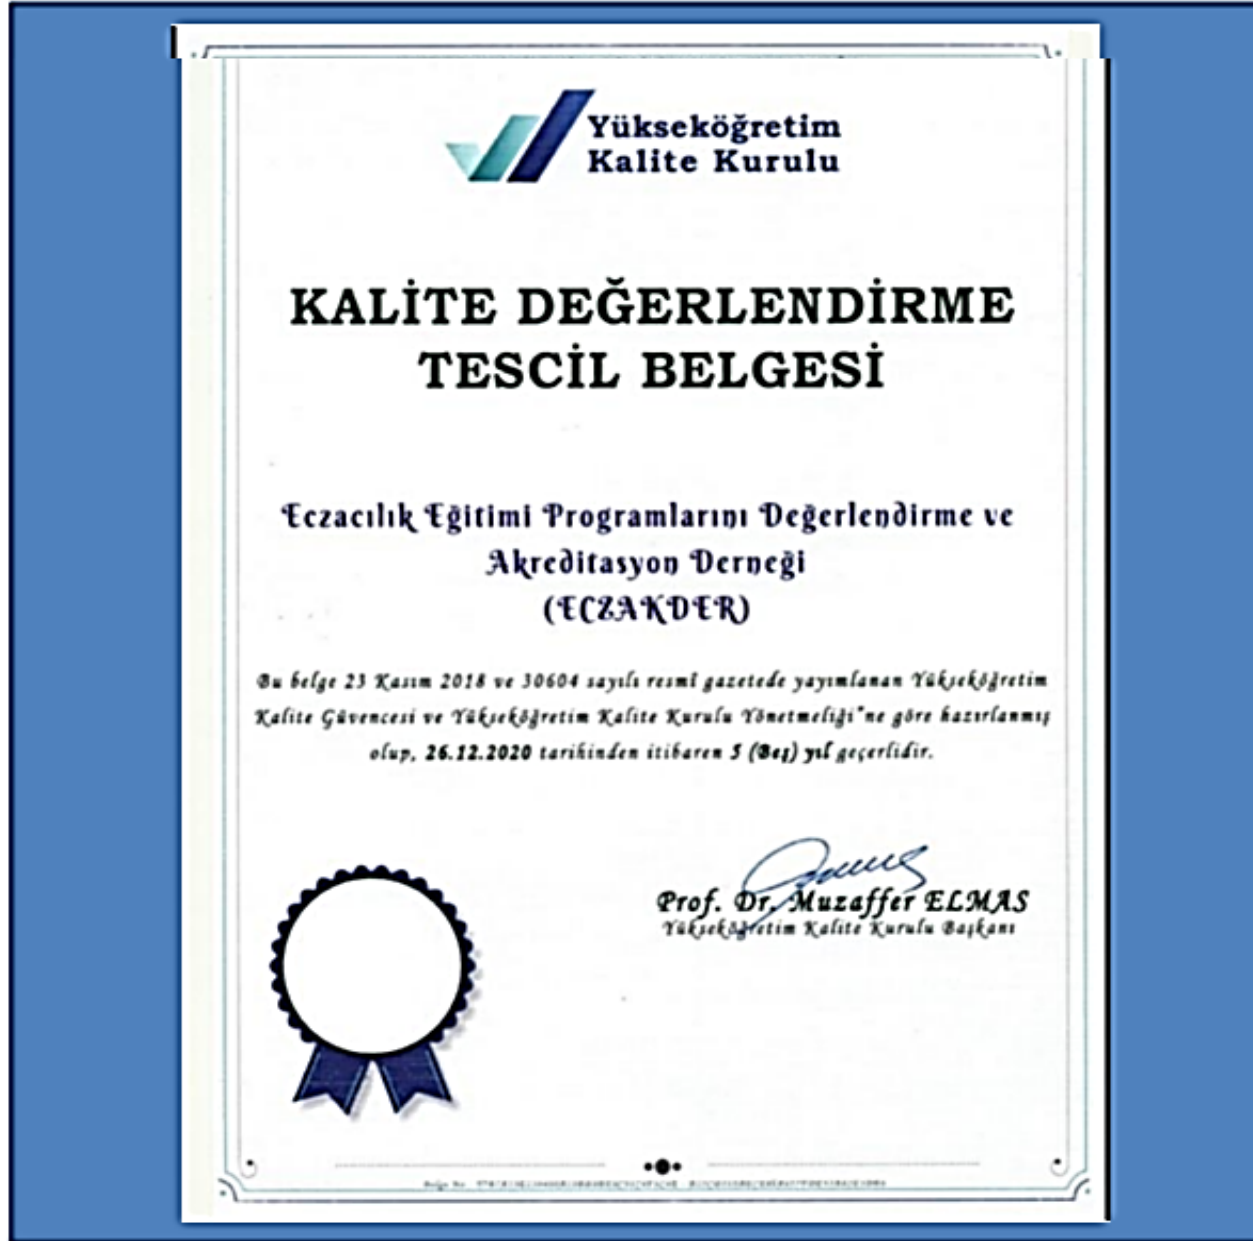 Yükseköğretim
Kalite Kurulu
KALİTE DEĞERLENDİRME
TESCİL BELGESİ
Eczacılık Eğitimi Programlarını Değerlendirme ve
Akreditasyon Derneği
(ECZAKDER)
Bu belge 23 Kasım 2018 ve 30604 sayılı resmî gazetede yayımlanan Yükseköğretim
Kalite Güvencesi ve Yükseköğretim Kalite Kurulu Yönetmeliği"ne göre hazırlanmış
olup, 26.12.2020 tarihinden itibaren 5 (Beş) yıl geçerlidir.
Prof. Dr. Muzaffer ELMAS
Yükseköğretim Kalite Kurulu Başkanı
Belge No :